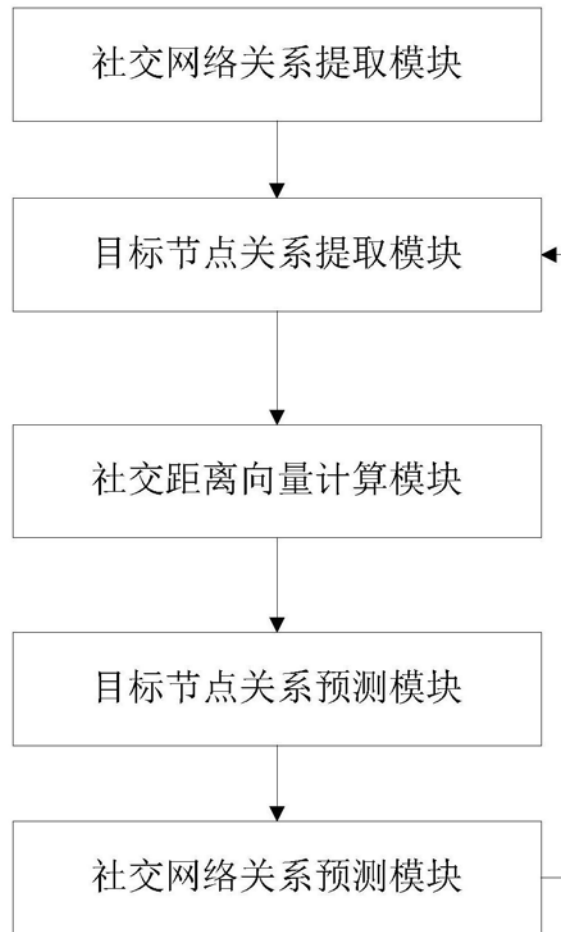 社交网络关系提取模块
目标节点关系提取模块
社交距离向量计算模块
目标节点关系预测模块
社交网络关系预测模块